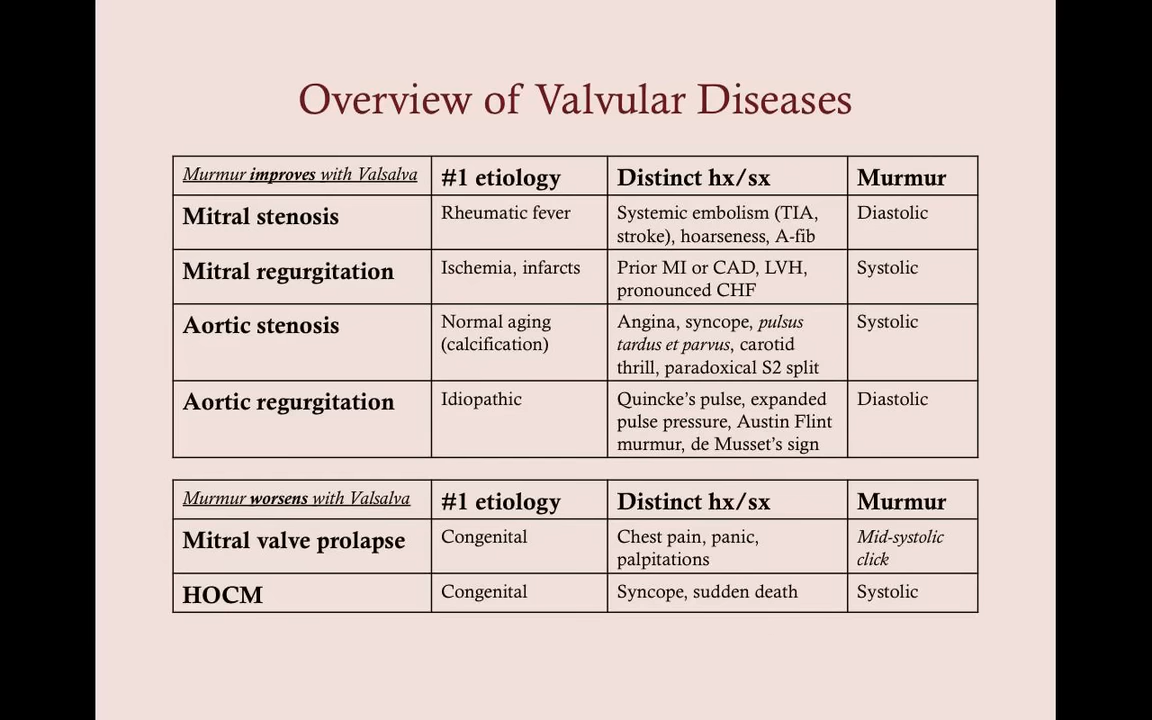 Overview of Valvular Diseases
Murmur improves with Valsalva #1 etiology Distinct hx/sx Murmur
Mitral stenosis Rheumatic fever Systemic embolism (TIA, Diastolic
stroke), hoarseness, A-fib
Mitral regurgitation Ischemia, infarcts Prior MI or CAD, LVH, Systolic
pronounced CHF
Aortic stenosis Normal aging Angina, syncope, pulsus Systolic
(calcification) tardus et parvus, carotid
thrill, paradoxical S2 split
Aortic regurgitation Idiopathic Quincke's pulse, expanded Diastolic
pulse pressure, Austin Flint
murmur, de Musset's sign
Murmur worsens with Valsalva #1 etiology Distinct hx/sx Murmur
Mitral valve prolapse Congenital Chest pain, panic, Mid-systolic
palpitations click
HOCM Congenital Syncope, sudden death Systolic